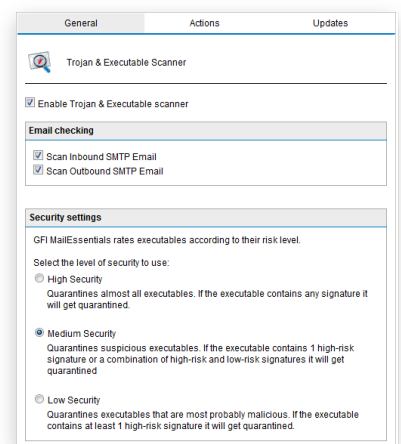 General Actions Updates
Trojan & Executable Scanner
Enable Trojan & Executable scanner
Email checking
Scan Inbound SMTP Email
Scan Outbound SMTP Email
Security settings
GFI MailEssentials rates executables according to their risk level.
Select the level of security to use:
High Security
Quarantines almost all executables. If the executable contains any signature it
will get quarantined.
Medium Security
Quarantines suspicious executables. If the executable contains 1 high-risk
signature or a combination of high-risk and low-risk signatures it will get
quarantined
Low Security
Quarantines executables that are most probably malicious. If the executable
contains at least 1 high-risk signature it will get quarantined.